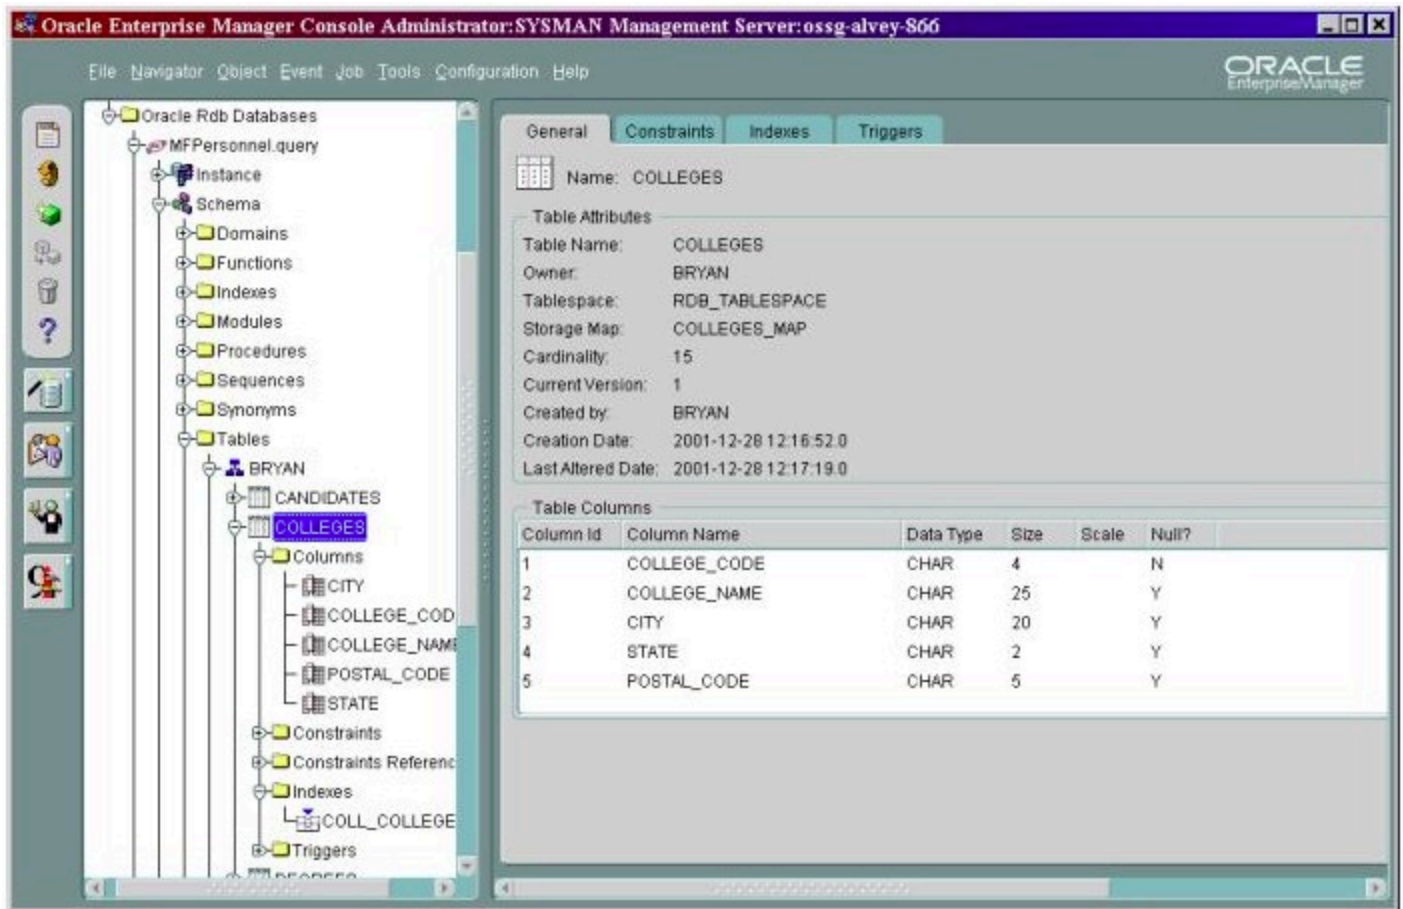 Oracle Enterprise Manager Console Administrator:SYSMAN Management Server:ossg-alvey-866
File Navigator Object Event Job Tools Configuration Help
ORACLE
EnterpriseManager
Oracle Rdb Databases
MFPersonnel.query
Instance
Schema
Domains
Functions
Indexes
Modules
Procedures
Sequences
Synonyms
Tables
BRYAN
CANDIDATES
COLLEGES
Columns
CITY
COLLEGE_COD
COLLEGE_NAME
POSTAL_CODE
STATE
Constraints
Constraints Referenc
Indexes
COLL_COLLEGE
Triggers
General Constraints Indexes Triggers
Name: COLLEGES
Table Attributes
Table Name: COLLEGES
Owner: BRYAN
Tablespace: RDB_TABLESPACE
Storage Map: COLLEGES_MAP
Cardinality: 15
Current Version: 1
Created by: BRYAN
Creation Date: 2001-12-28 12:16:52.0
Last Altered Date: 2001-12-28 12:17:19.0
Table Columns
Column Id Column Name Data Type Size Scale Null?
1 COLLEGE_CODE CHAR 4 N
2 COLLEGE_NAME CHAR 25 Y
3 CITY CHAR 20 Y
4 STATE CHAR 2 Y
5 POSTAL_CODE CHAR 5 Y